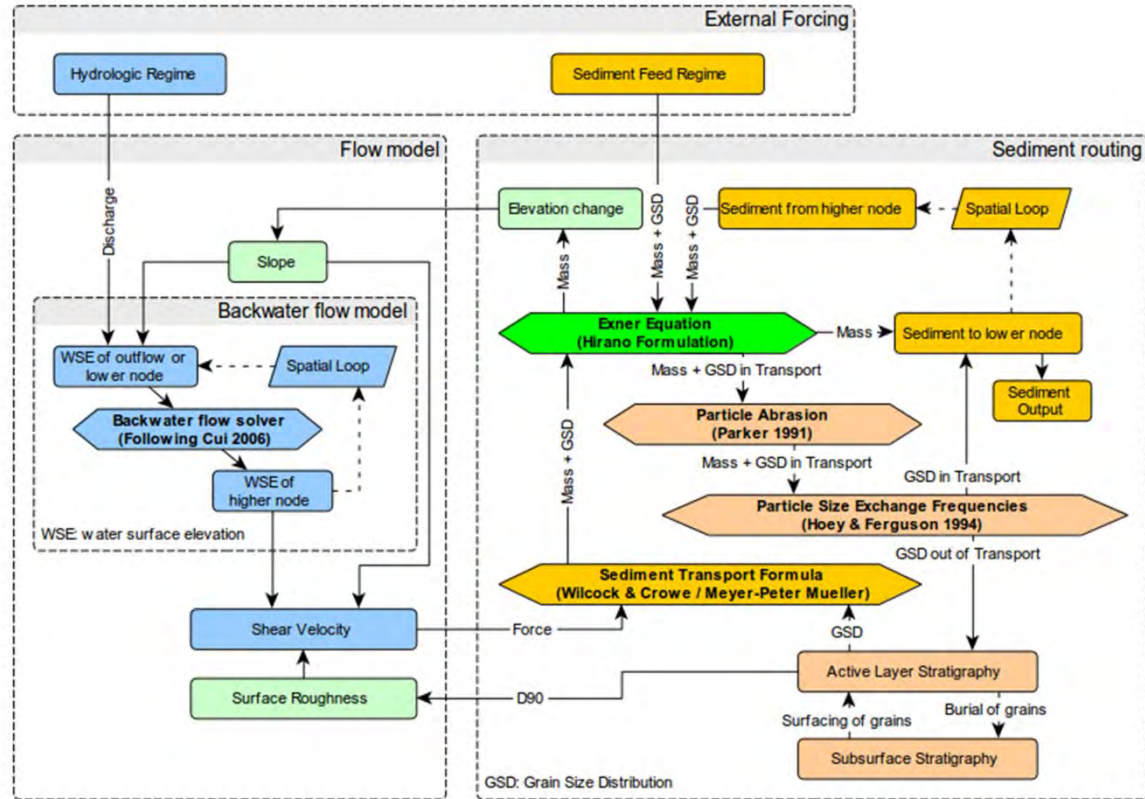 External Forcing
Hydrologic Regime
Sediment Feed Regime
Flow model
Sediment routing
Discharge
Mass + GSD
Elevation change
Sediment from higher node
Spatial Loop
Slope
Mass
Mass + GSD
Backwater flow model
WSE of outflow or
lower node
Spatial Loop
Exner Equation
(Hirano Formulation)
Mass
Sediment to lower node
Mass + GSD in Transport
Sediment
Output
Backwater flow solver
(Following Cui 2006)
Particle Abrasion
(Parker 1991)
Mass + GSD
Mass + GSD in Transport
GSD in Transport
WSE of
higher node
Particle Size Exchange Frequencies
(Hoey & Ferguson 1994)
WSE: water surface elevation
GSD out of Transport
Sediment Transport Formula
(Wilcock & Crowe / Meyer-Peter Mueller)
Shear Velocity
Force
GSD
Active Layer Stratigraphy
Surface Roughness
D90
Surfacing of grains
Burial of grains
Subsurface Stratigraphy
GSD: Grain Size Distribution